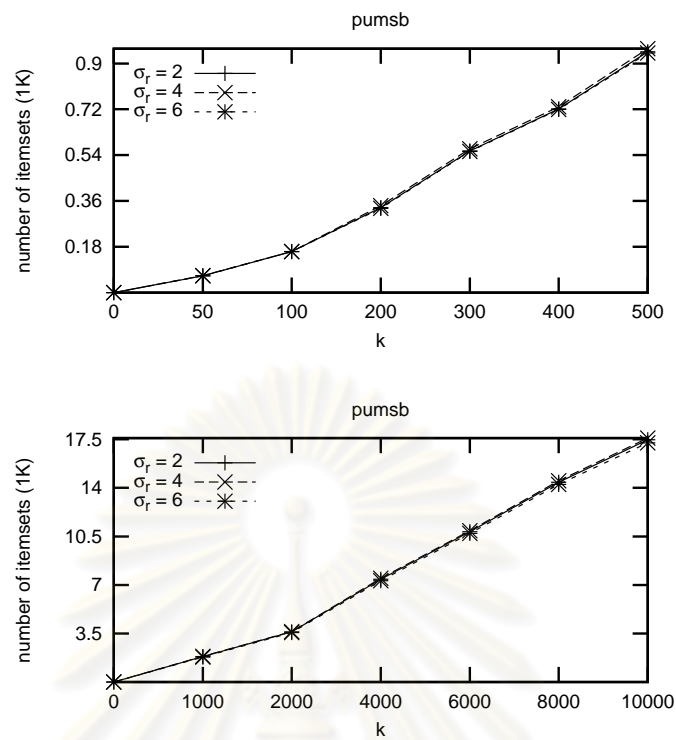 pumsb
number of itemsets (1K)
0.9
0.72
0.54
0.36
0.18
σr = 2
σr = 4
σr = 6
0 50 100 200 300 400 500
k
pumsb
number of itemsets (1K)
17.5
14
10.5
7
3.5
σr = 2
σr = 4
σr = 6
0 1000 2000 4000 6000 8000 10000
k